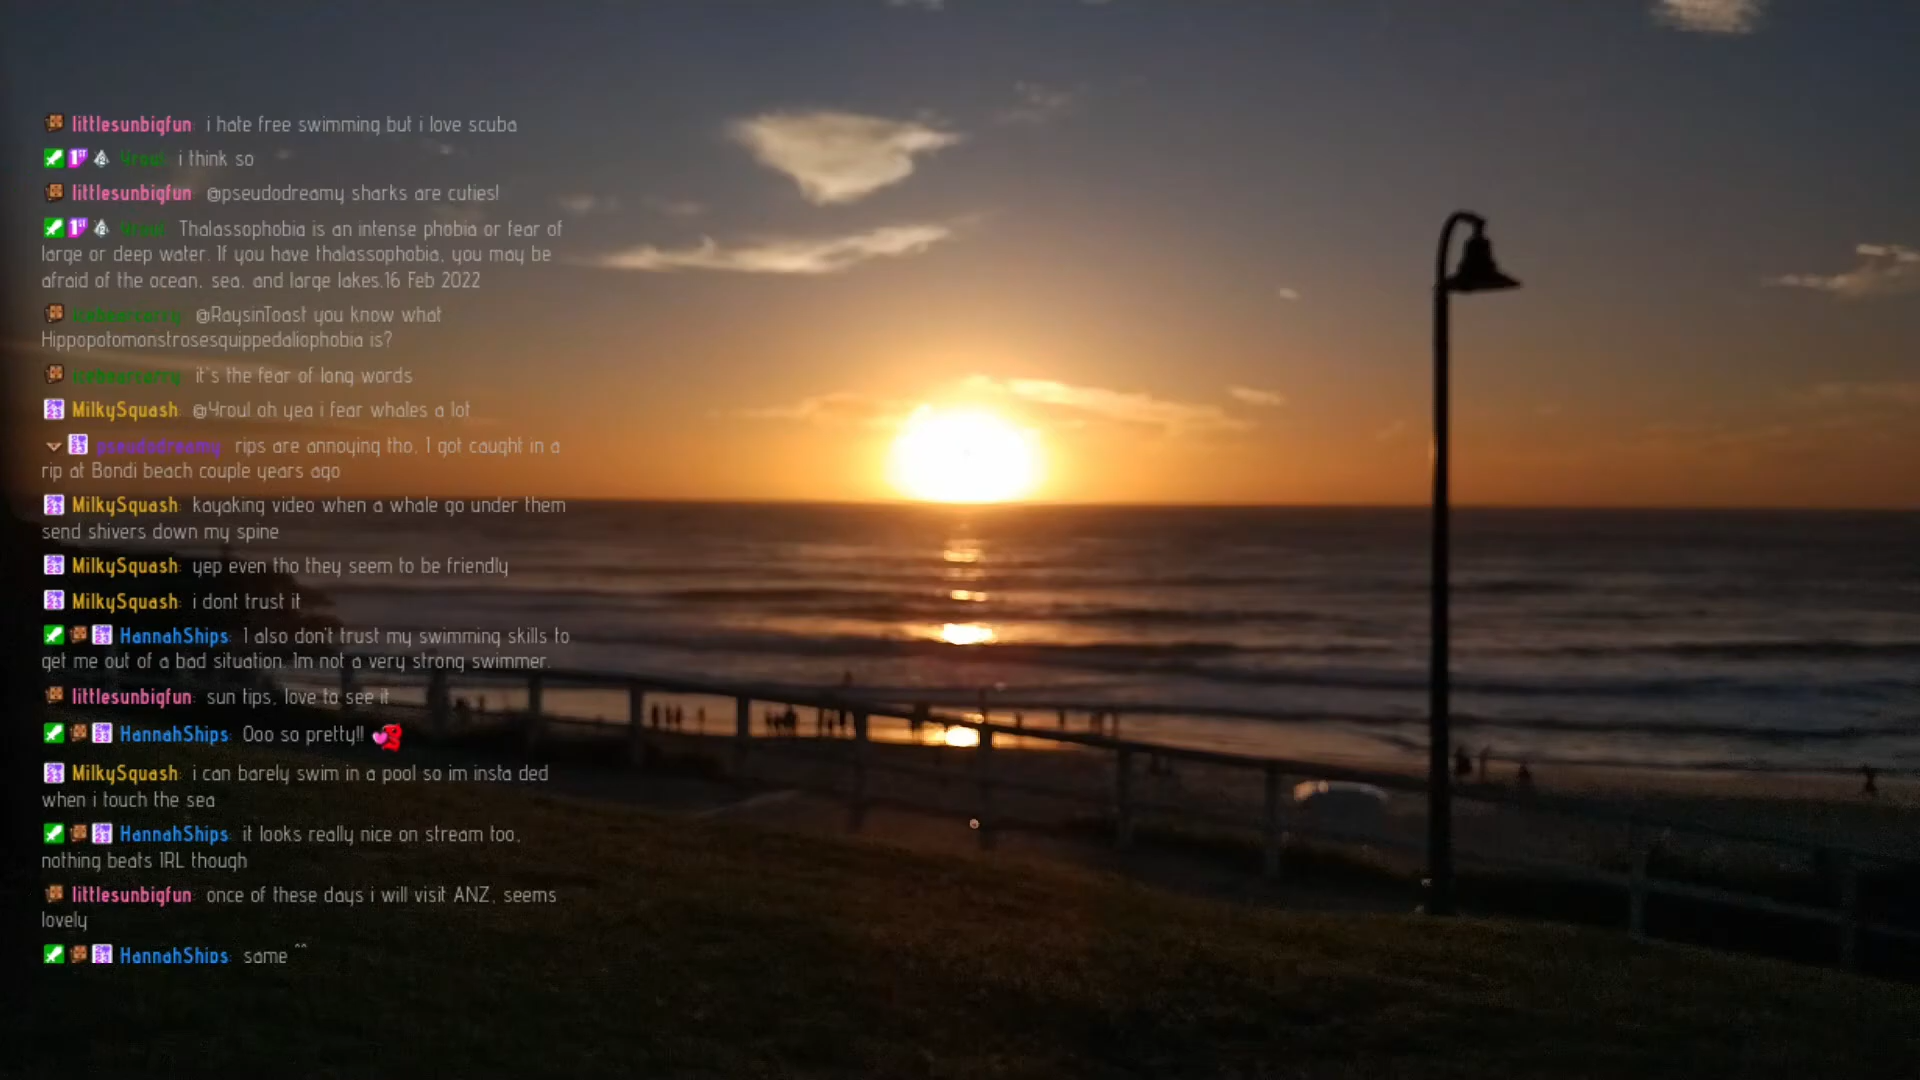 littlesunbigfun: i hate free swimming but i love scuba
Yroul: i think so
littlesunbigfun: @pseudodreamy sharks are cuties!
Yroul: Thalassophobia is an intense phobia or fear of
large or deep water. If you have thalassophobia, you may be
afraid of the ocean, sea, and large lakes.16 Feb 2022
icebearcarry: @RaysinToast you know what
Hippopotomonstrosesquippedaliophobia is?
icebearcarry: it's the fear of long words
MilkySquash: @Yroul oh yea i fear whales a lot
pseudodreamy: rips are annoying tho, I got caught in a
rip at Bondi beach couple years ago
MilkySquash: kayaking video when a whale go under them
send shivers down my spine
MilkySquash: yep even tho they seem to be friendly
MilkySquash: i dont trust it
HannahShips: I also don't trust my swimming skills to
get me out of a bad situation. Im not a very strong swimmer.
littlesunbigfun: sun tips, love to see it
HannahShips: Ooo so pretty!!
MilkySquash: i can barely swim in a pool so im insta ded
when i touch the sea
HannahShips: it looks really nice on stream too,
nothing beats IRL though
littlesunbigfun: once of these days i will visit ANZ, seems
lovely
HannahShips: same ^^